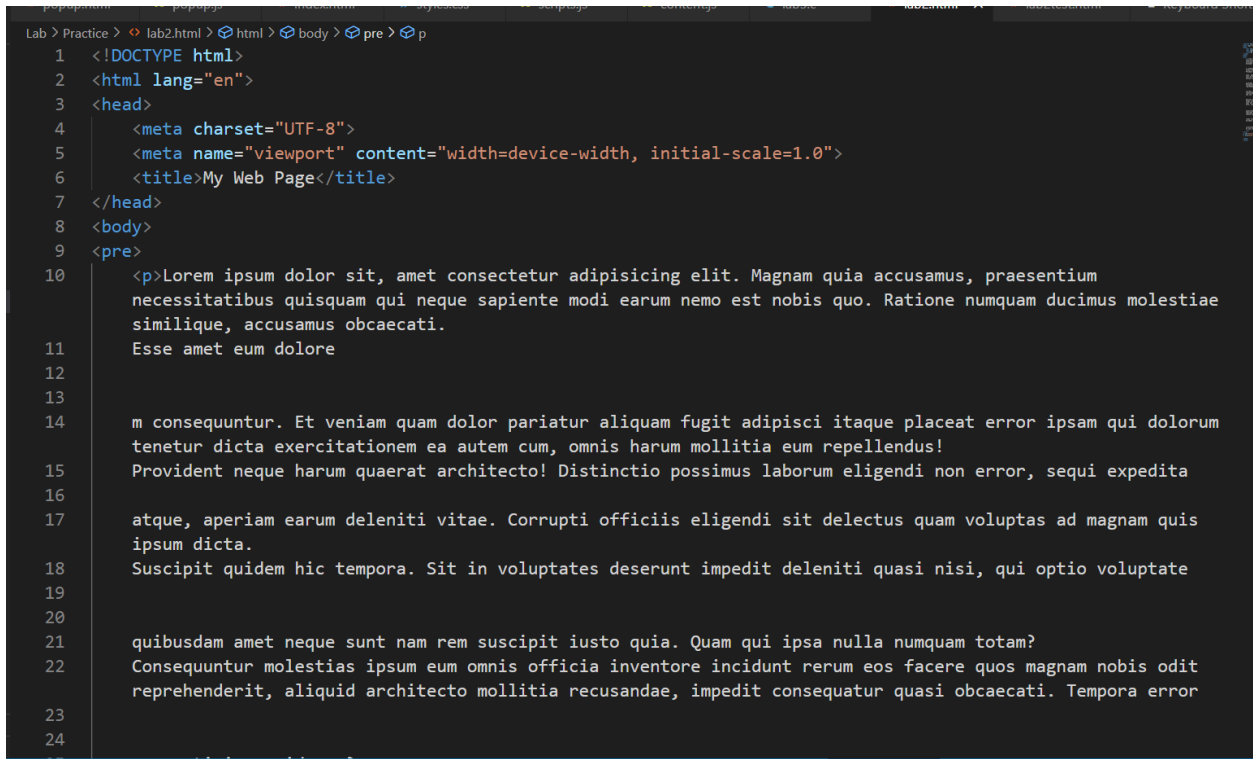 lab2.html
Lab > Practice > lab2.html > html > body > pre > p
1 <!DOCTYPE html>
2 <html lang="en">
3 <head>
4 <meta charset="UTF-8">
5 <meta name="viewport" content="width=device-width, initial-scale=1.0">
6 <title>My Web Page</title>
7 </head>
8 <body>
9 <pre>
10 <p>Lorem ipsum dolor sit, amet consectetur adipisicing elit. Magnam quia accusamus, praesentium
necessitatibus quisquam qui neque sapiente modi earum nemo est nobis quo. Ratione numquam ducimus molestiae
similique, accusamus obcaecati.
11 Esse amet eum dolore
12
13
14 m consequuntur. Et veniam quam dolor pariatur aliquam fugit adipisci itaque placeat error ipsam qui dolorum
tenetur dicta exercitationem ea autem cum, omnis harum mollitia eum repellendus!
15 Provident neque harum quaerat architecto! Distinctio possimus laborum eligendi non error, sequi expedita
16
17 atque, aperiam earum deleniti vitae. Corrupti officiis eligendi sit delectus quam voluptas ad magnam quis
ipsum dicta.
18 Suscipit quidem hic tempora. Sit in voluptates deserunt impedit deleniti quasi nisi, qui optio voluptate
19
20
21 quibusdam amet neque sunt nam rem suscipit iusto quia. Quam qui ipsa nulla numquam totam?
22 Consequuntur molestias ipsum eum omnis officia inventore incidunt rerum eos facere quos magnam nobis odit
reprehenderit, aliquid architecto mollitia recusandae, impedit consequatur quasi obcaecati. Tempora error
23
24